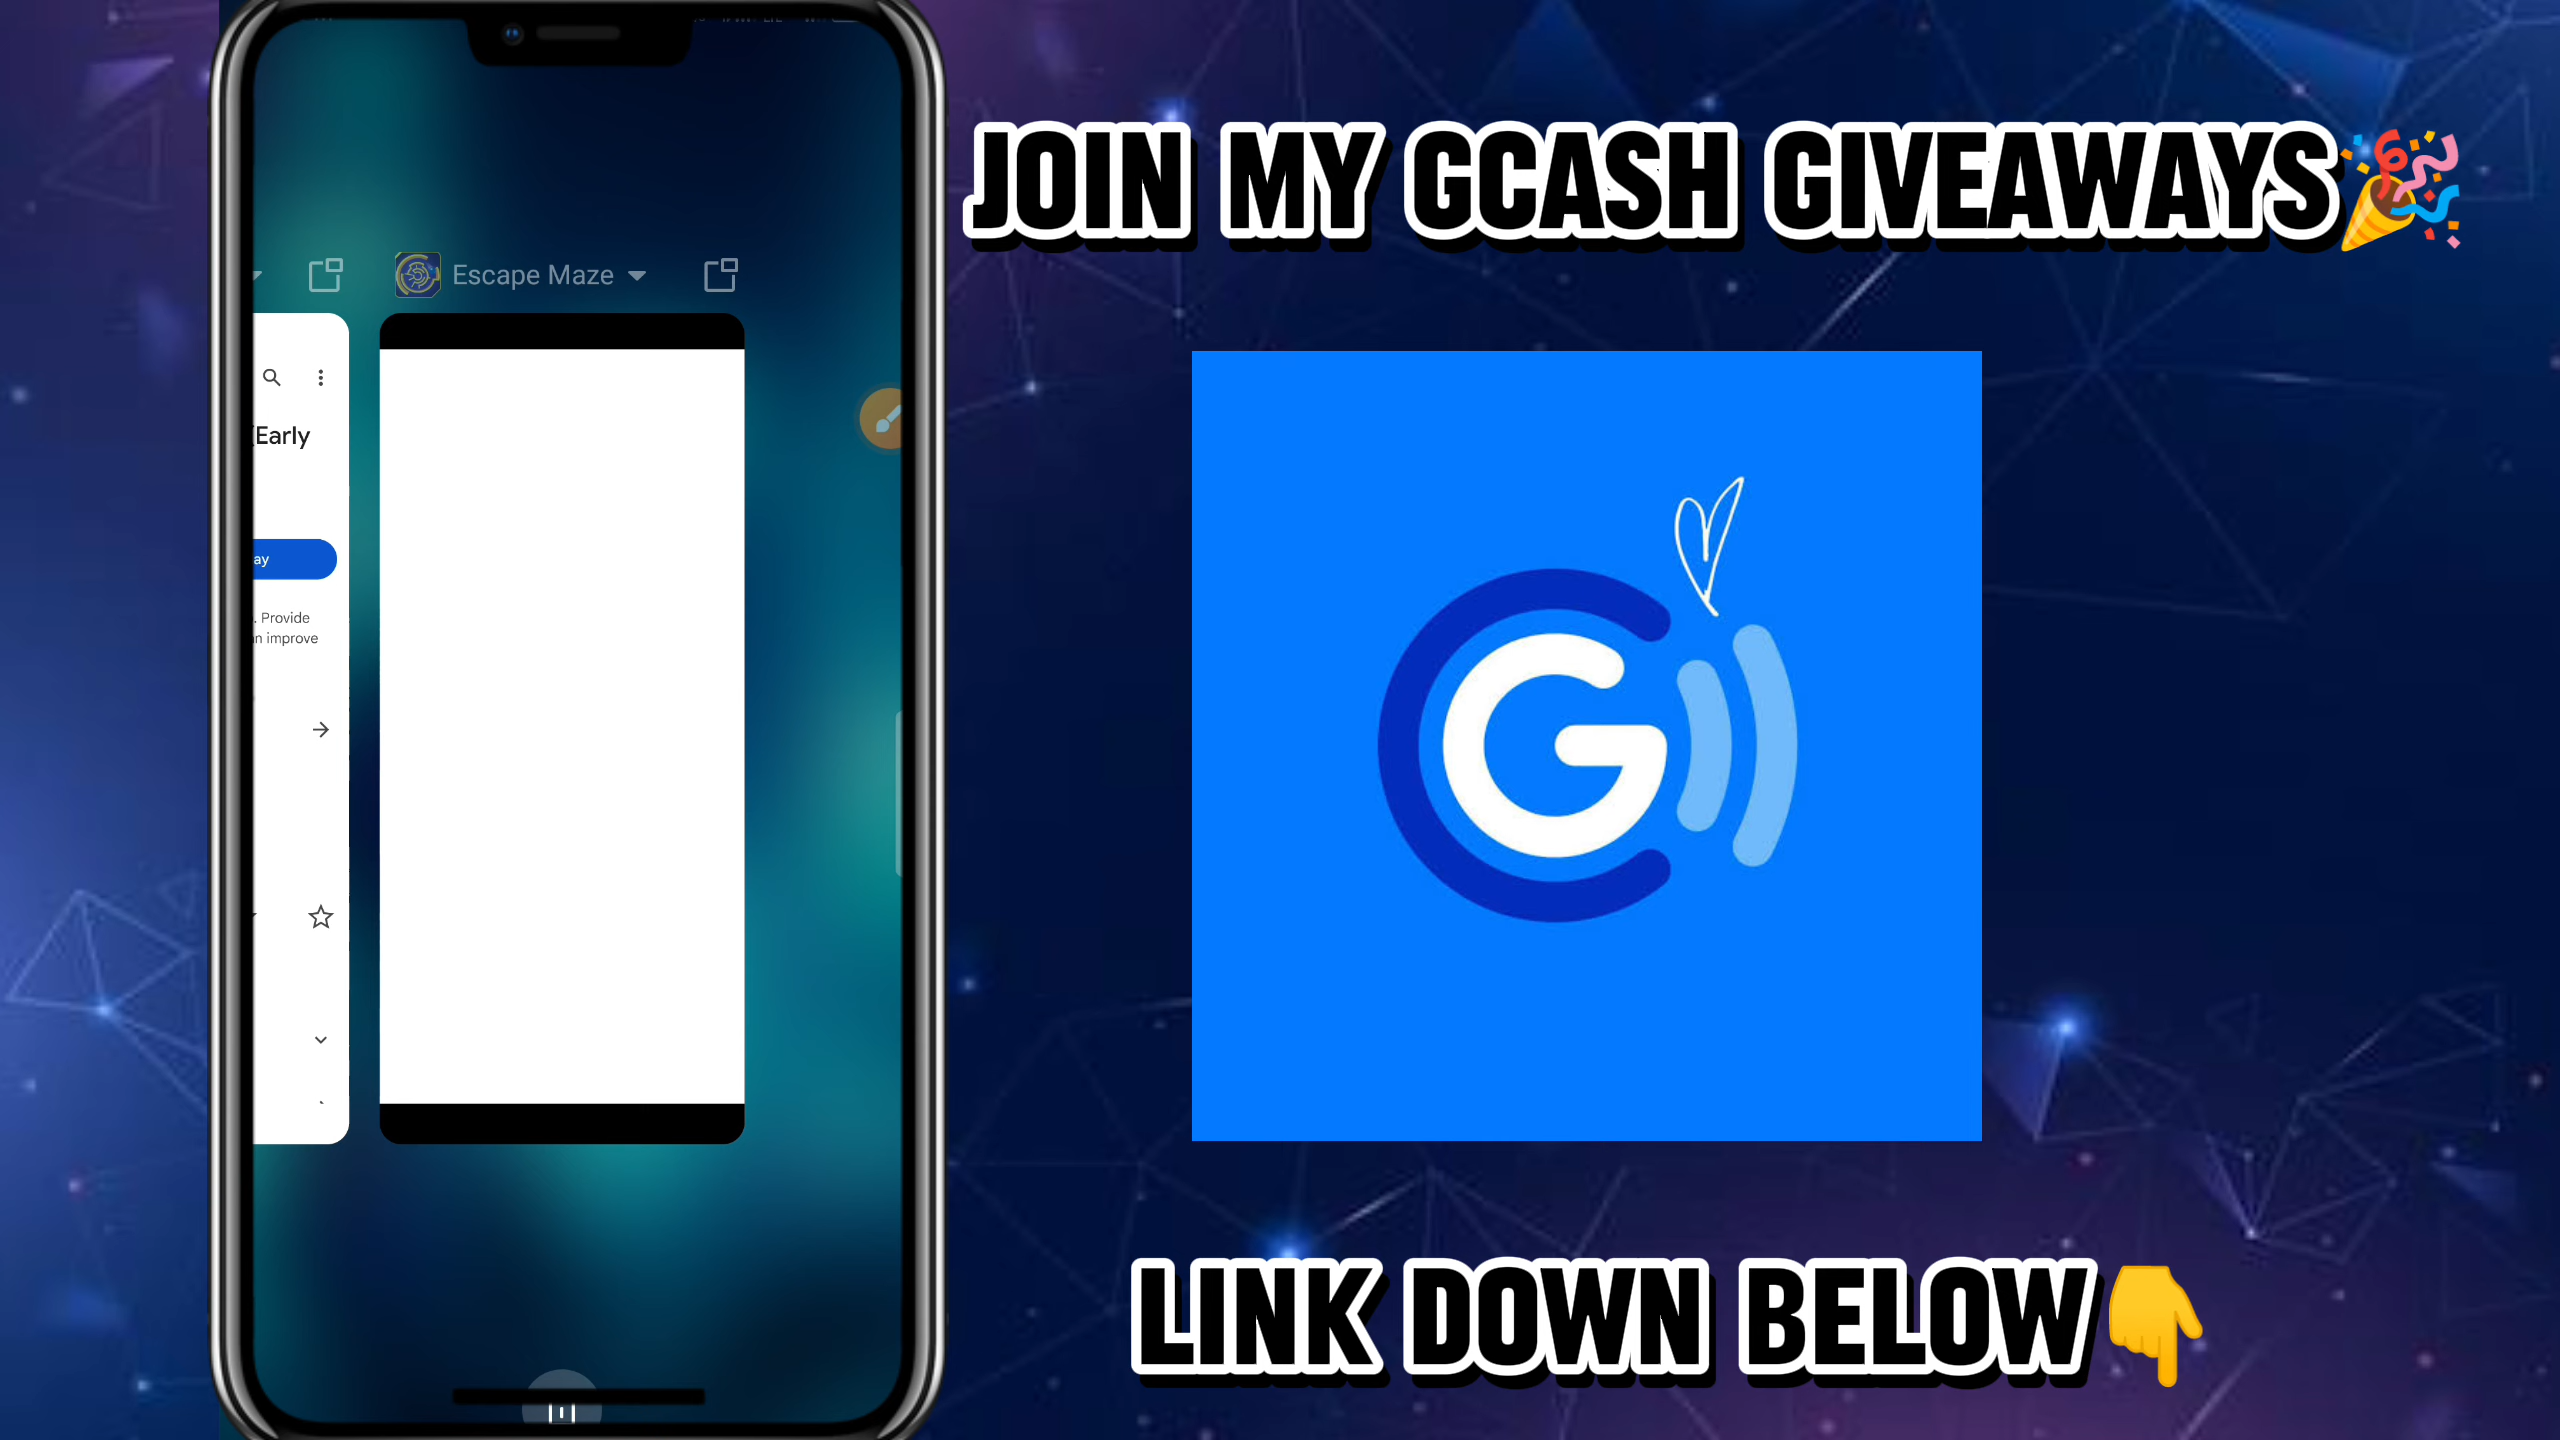 JOIN MY GCASH GIVEAWAYS
Escape Maze
(Early
ay
. Provide
n improve
G
LINK DOWN BELOW